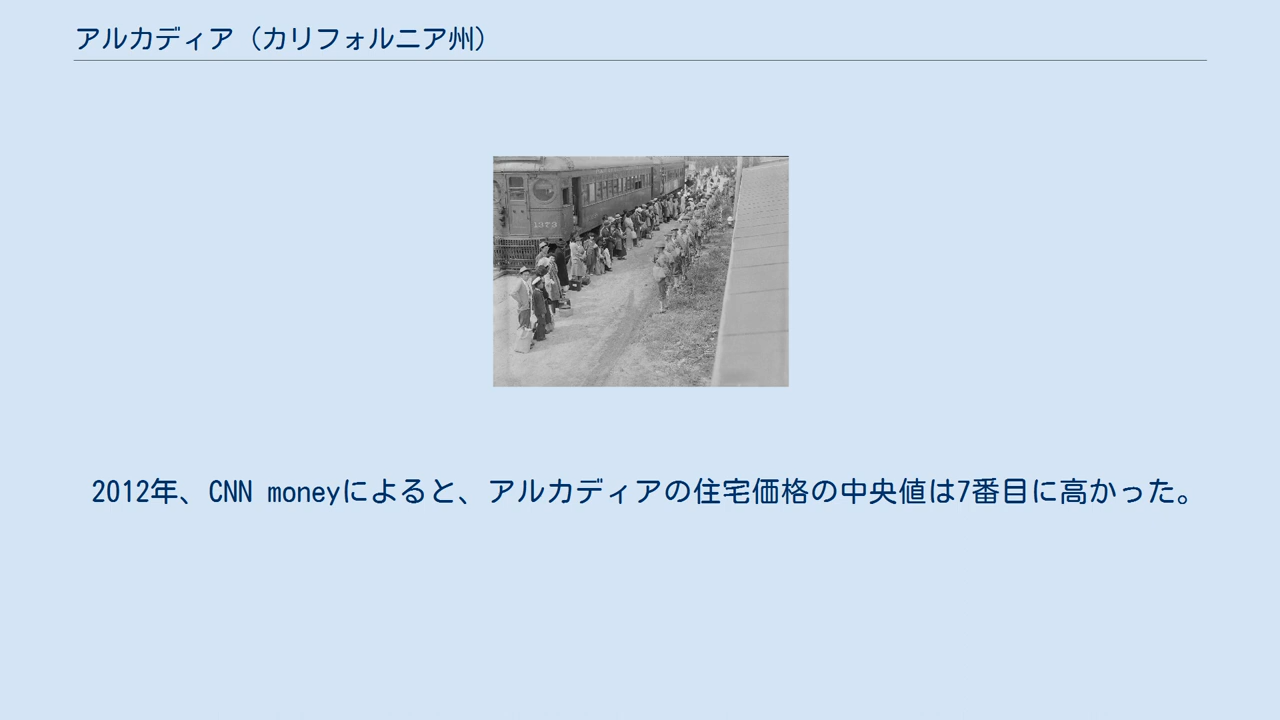 アルカディア（カリフォルニア州）
1373
2012年、CNN moneyによると、アルカディアの住宅価格の中央値は7番目に高かった。